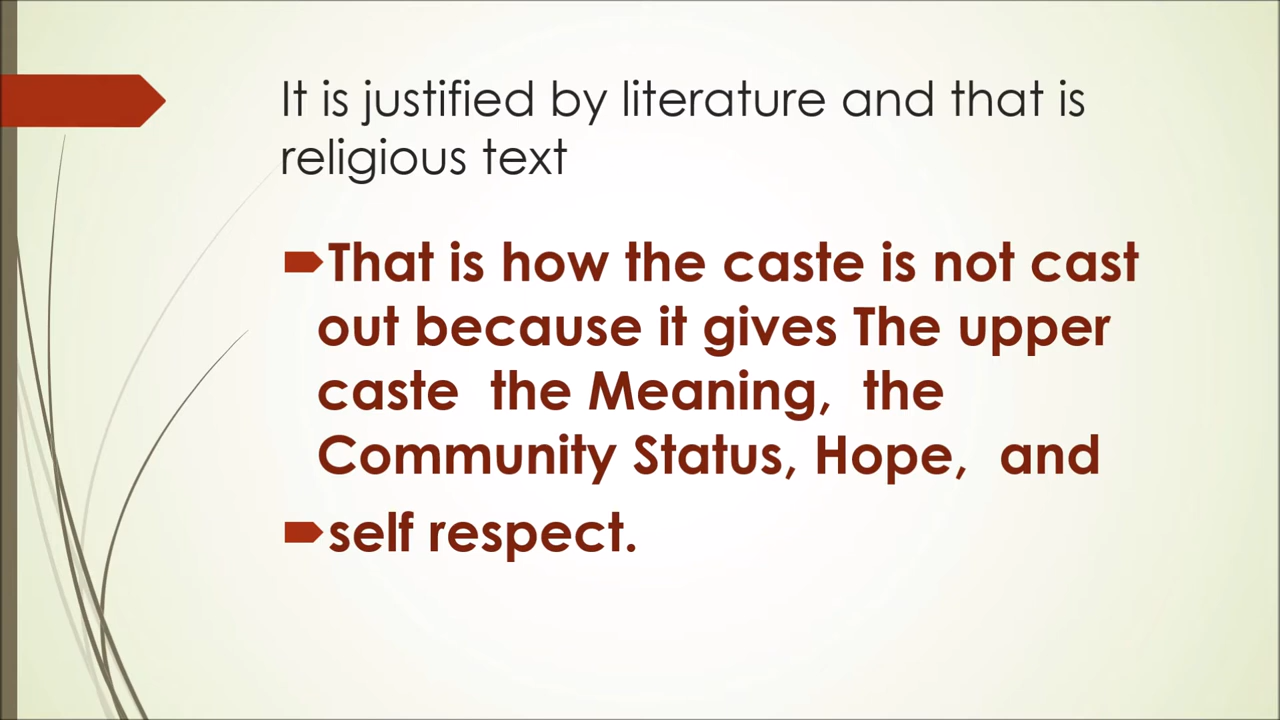 It is justified by literature and that is
religious text
That is how the caste is not cast
out because it gives The upper
caste the Meaning, the
Community Status, Hope, and
self respect.